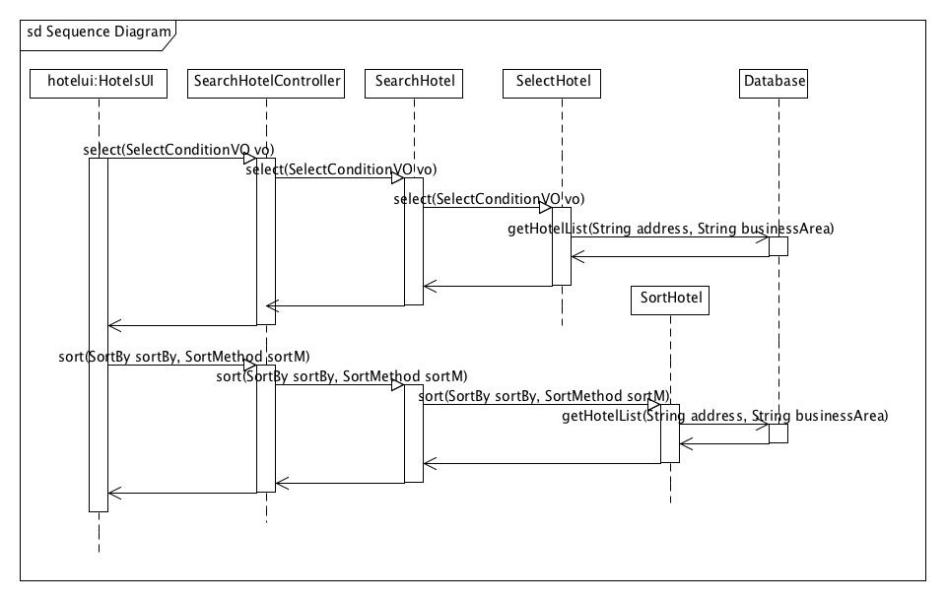 sd Sequence Diagram
hotelui:HotelsUI
SearchHotelController
SearchHotel
SelectHotel
Database
select(SelectConditionVO vo)
select(SelectConditionVO vo)
select(SelectConditionVO vo)
getHotelList(String address, String businessArea)
SortHotel
sort(SortBy sortBy, SortMethod sortM)
sort(SortBy sortBy, SortMethod sortM)
sort(SortBy sortBy, SortMethod sortM)
getHotelList(String address, String businessArea)